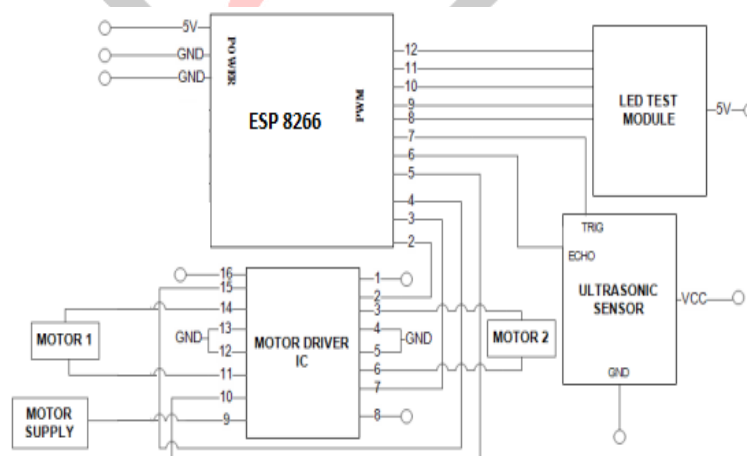 5V
GND
GND
POWER
ESP 8266
PWM
12
11
10
9
8
7
6
5
4
3
2
LED TEST
MODULE
5V
TRIG
ECHO
ULTRASONIC
SENSOR
VCC
GND
16
15
14
13
12
11
10
9
GND
MOTOR 1
MOTOR
SUPPLY
MOTOR DRIVER
IC
1
2
3
4
5
6
7
8
GND
MOTOR 2